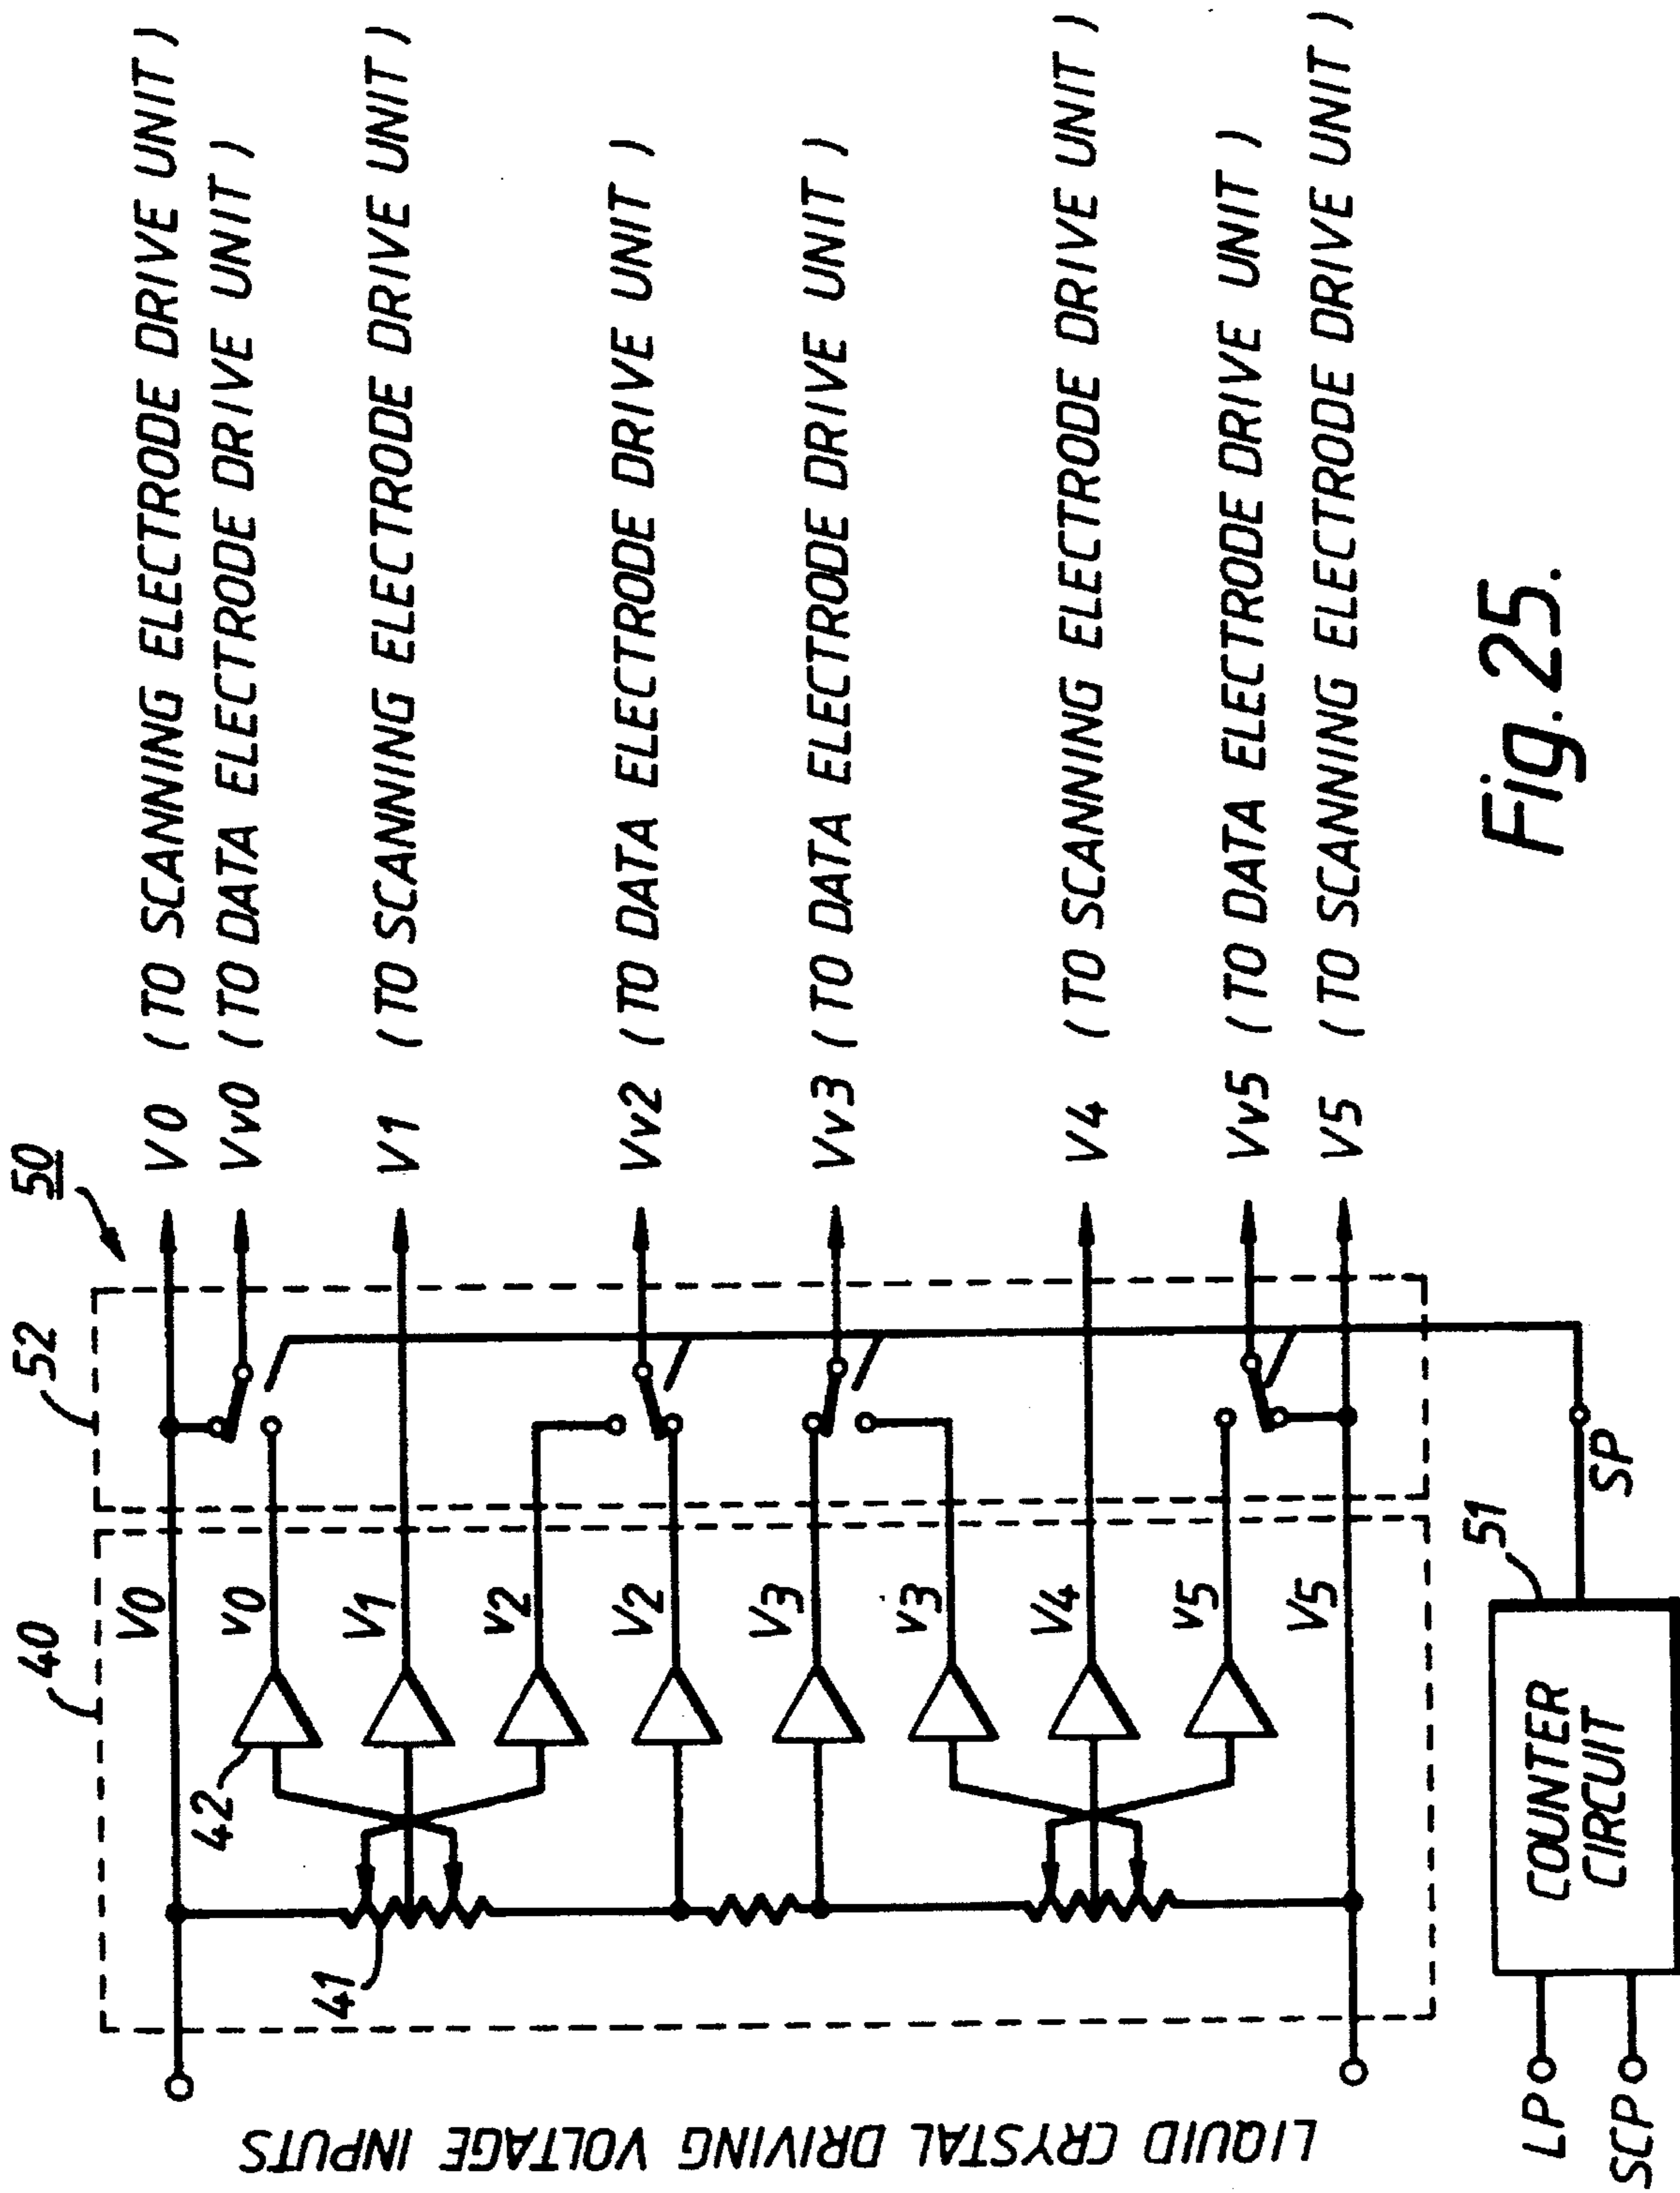 LIQUID CRYSTAL DRIVING VOLTAGE INPUTS
40
52
50
41
42
V0
v0
V1
v2
V2
V3
v3
V4
v5
V5
V0 (TO SCANNING ELECTRODE DRIVE UNIT)
Vv0 (TO DATA ELECTRODE DRIVE UNIT)
V1 (TO SCANNING ELECTRODE DRIVE UNIT)
Vv2 (TO DATA ELECTRODE DRIVE UNIT)
Vv3 (TO DATA ELECTRODE DRIVE UNIT)
V4 (TO SCANNING ELECTRODE DRIVE UNIT)
Vv5 (TO DATA ELECTRODE DRIVE UNIT)
V5 (TO SCANNING ELECTRODE DRIVE UNIT)
LP
SCP
COUNTER
CIRCUIT
51
SP
Fig. 25.